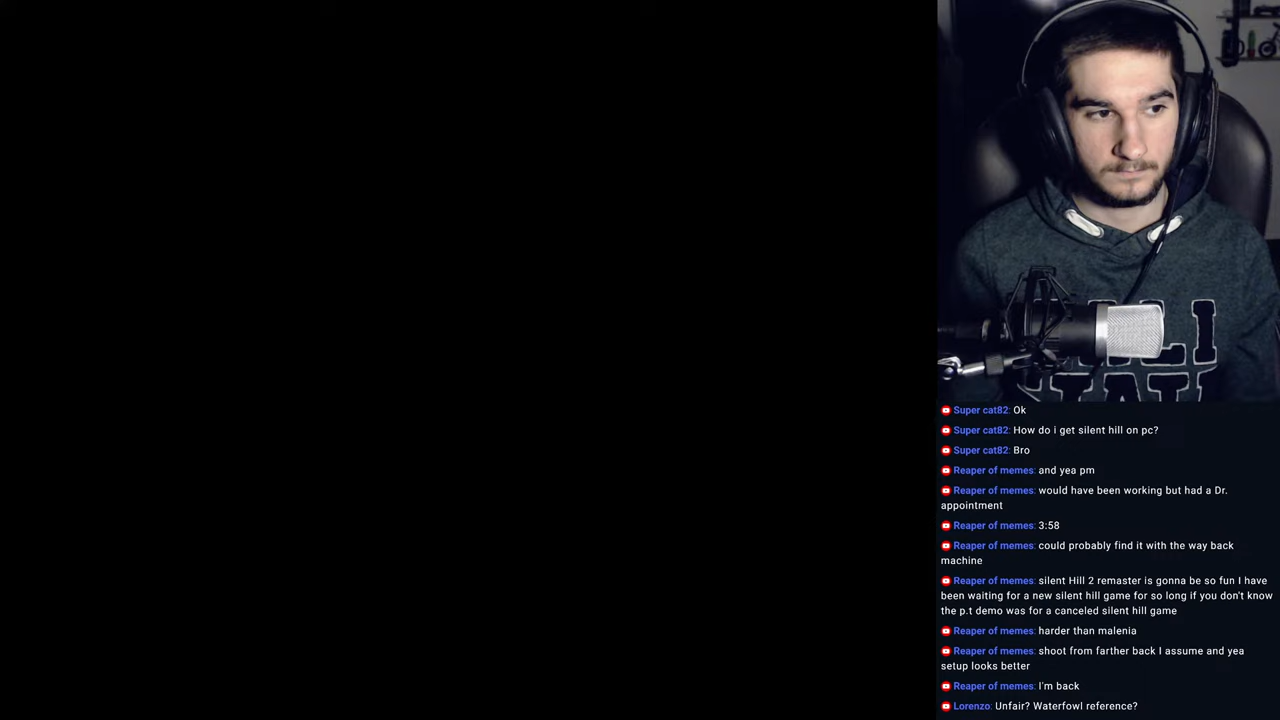 Super cat82: Ok
Super cat82: How do i get silent hill on pc?
Super cat82: Bro
Reaper of memes: and yea pm
Reaper of memes: would have been working but had a Dr.
appointment
Reaper of memes: 3:58
Reaper of memes: could probably find it with the way back
machine
Reaper of memes: silent Hill 2 remaster is gonna be so fun I have
been waiting for a new silent hill game for so long if you don't know
the p.t demo was for a canceled silent hill game
Reaper of memes: harder than malenia
Reaper of memes: shoot from farther back I assume and yea
setup looks better
Reaper of memes: I'm back
Lorenzo: Unfair? Waterfowl reference?